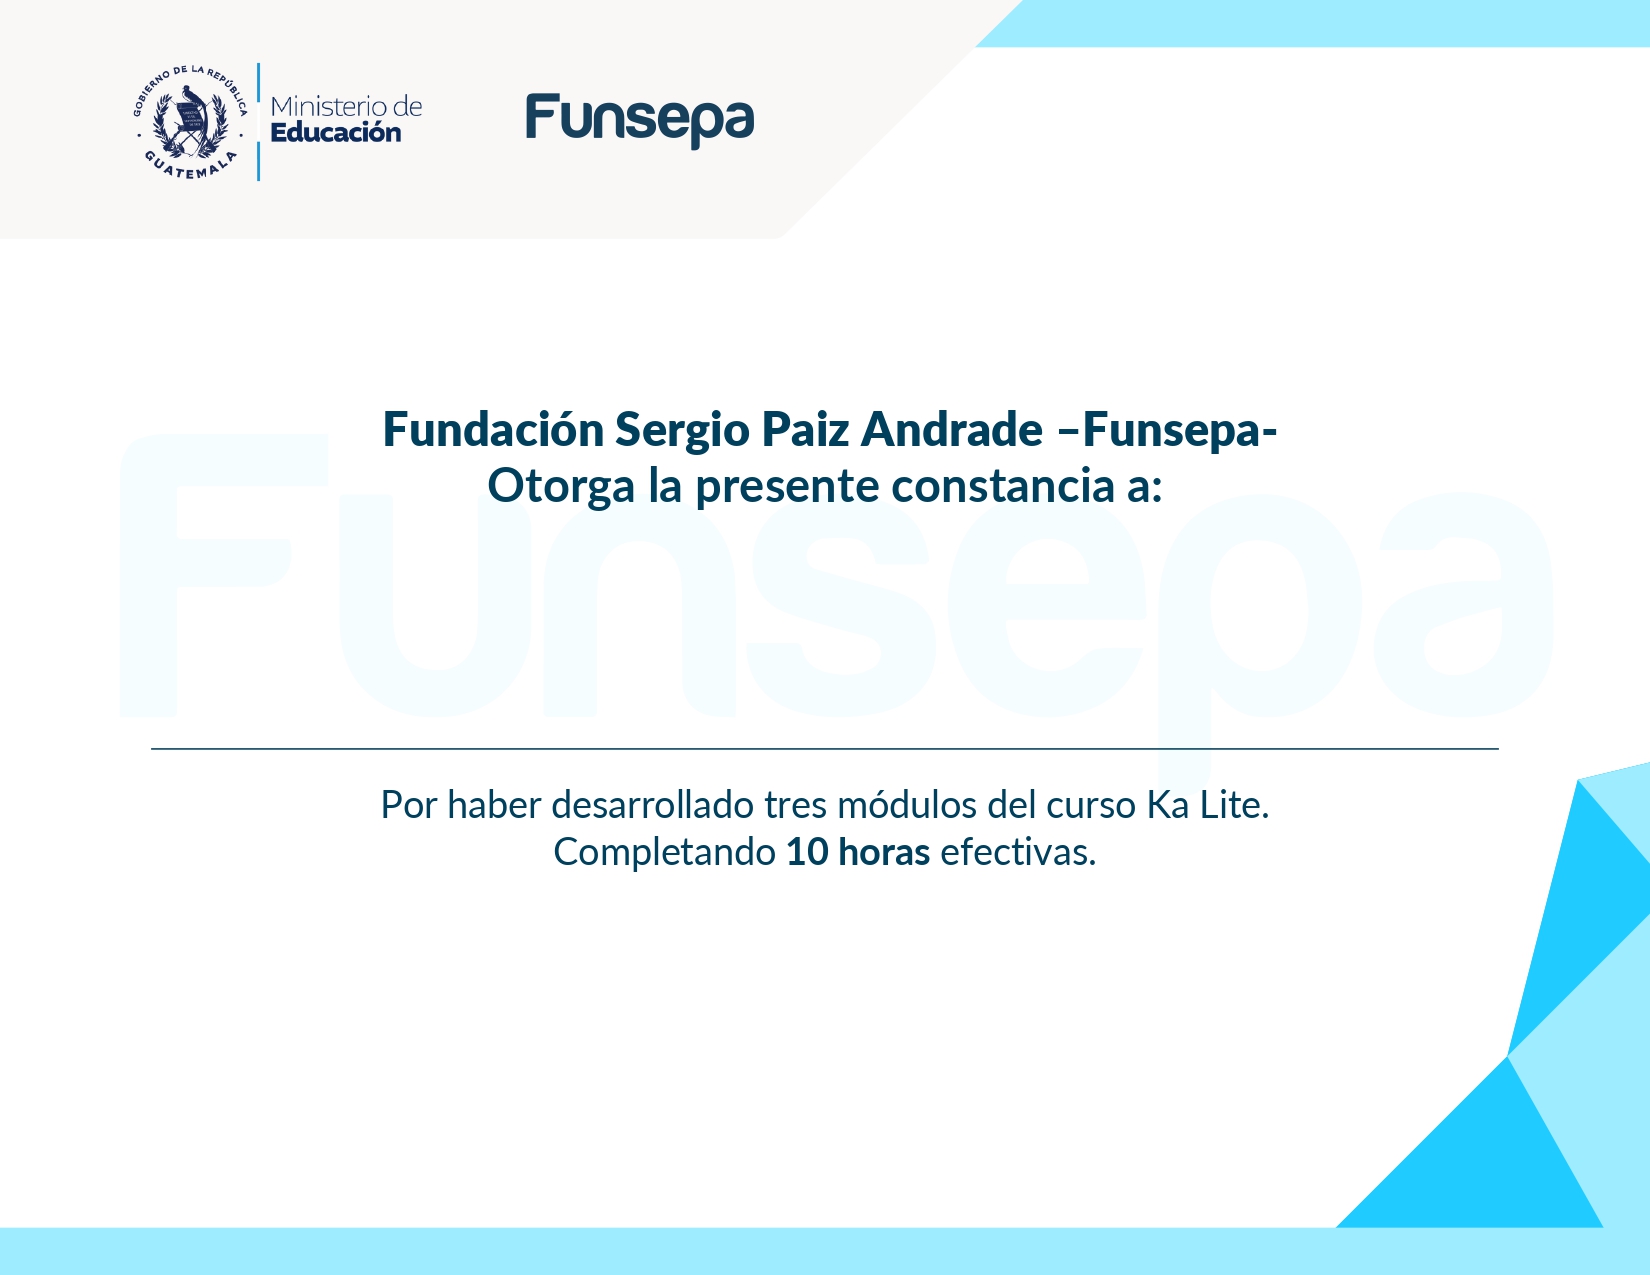 GOBIERNO DE LA REPÚBLICA
GUATEMALA
Ministerio de
Educación
Funsepa
Fundación Sergio Paiz Andrade –Funsepa-
Otorga la presente constancia a:
Funsepa
Por haber desarrollado tres módulos del curso Ka Lite.
Completando 10 horas efectivas.